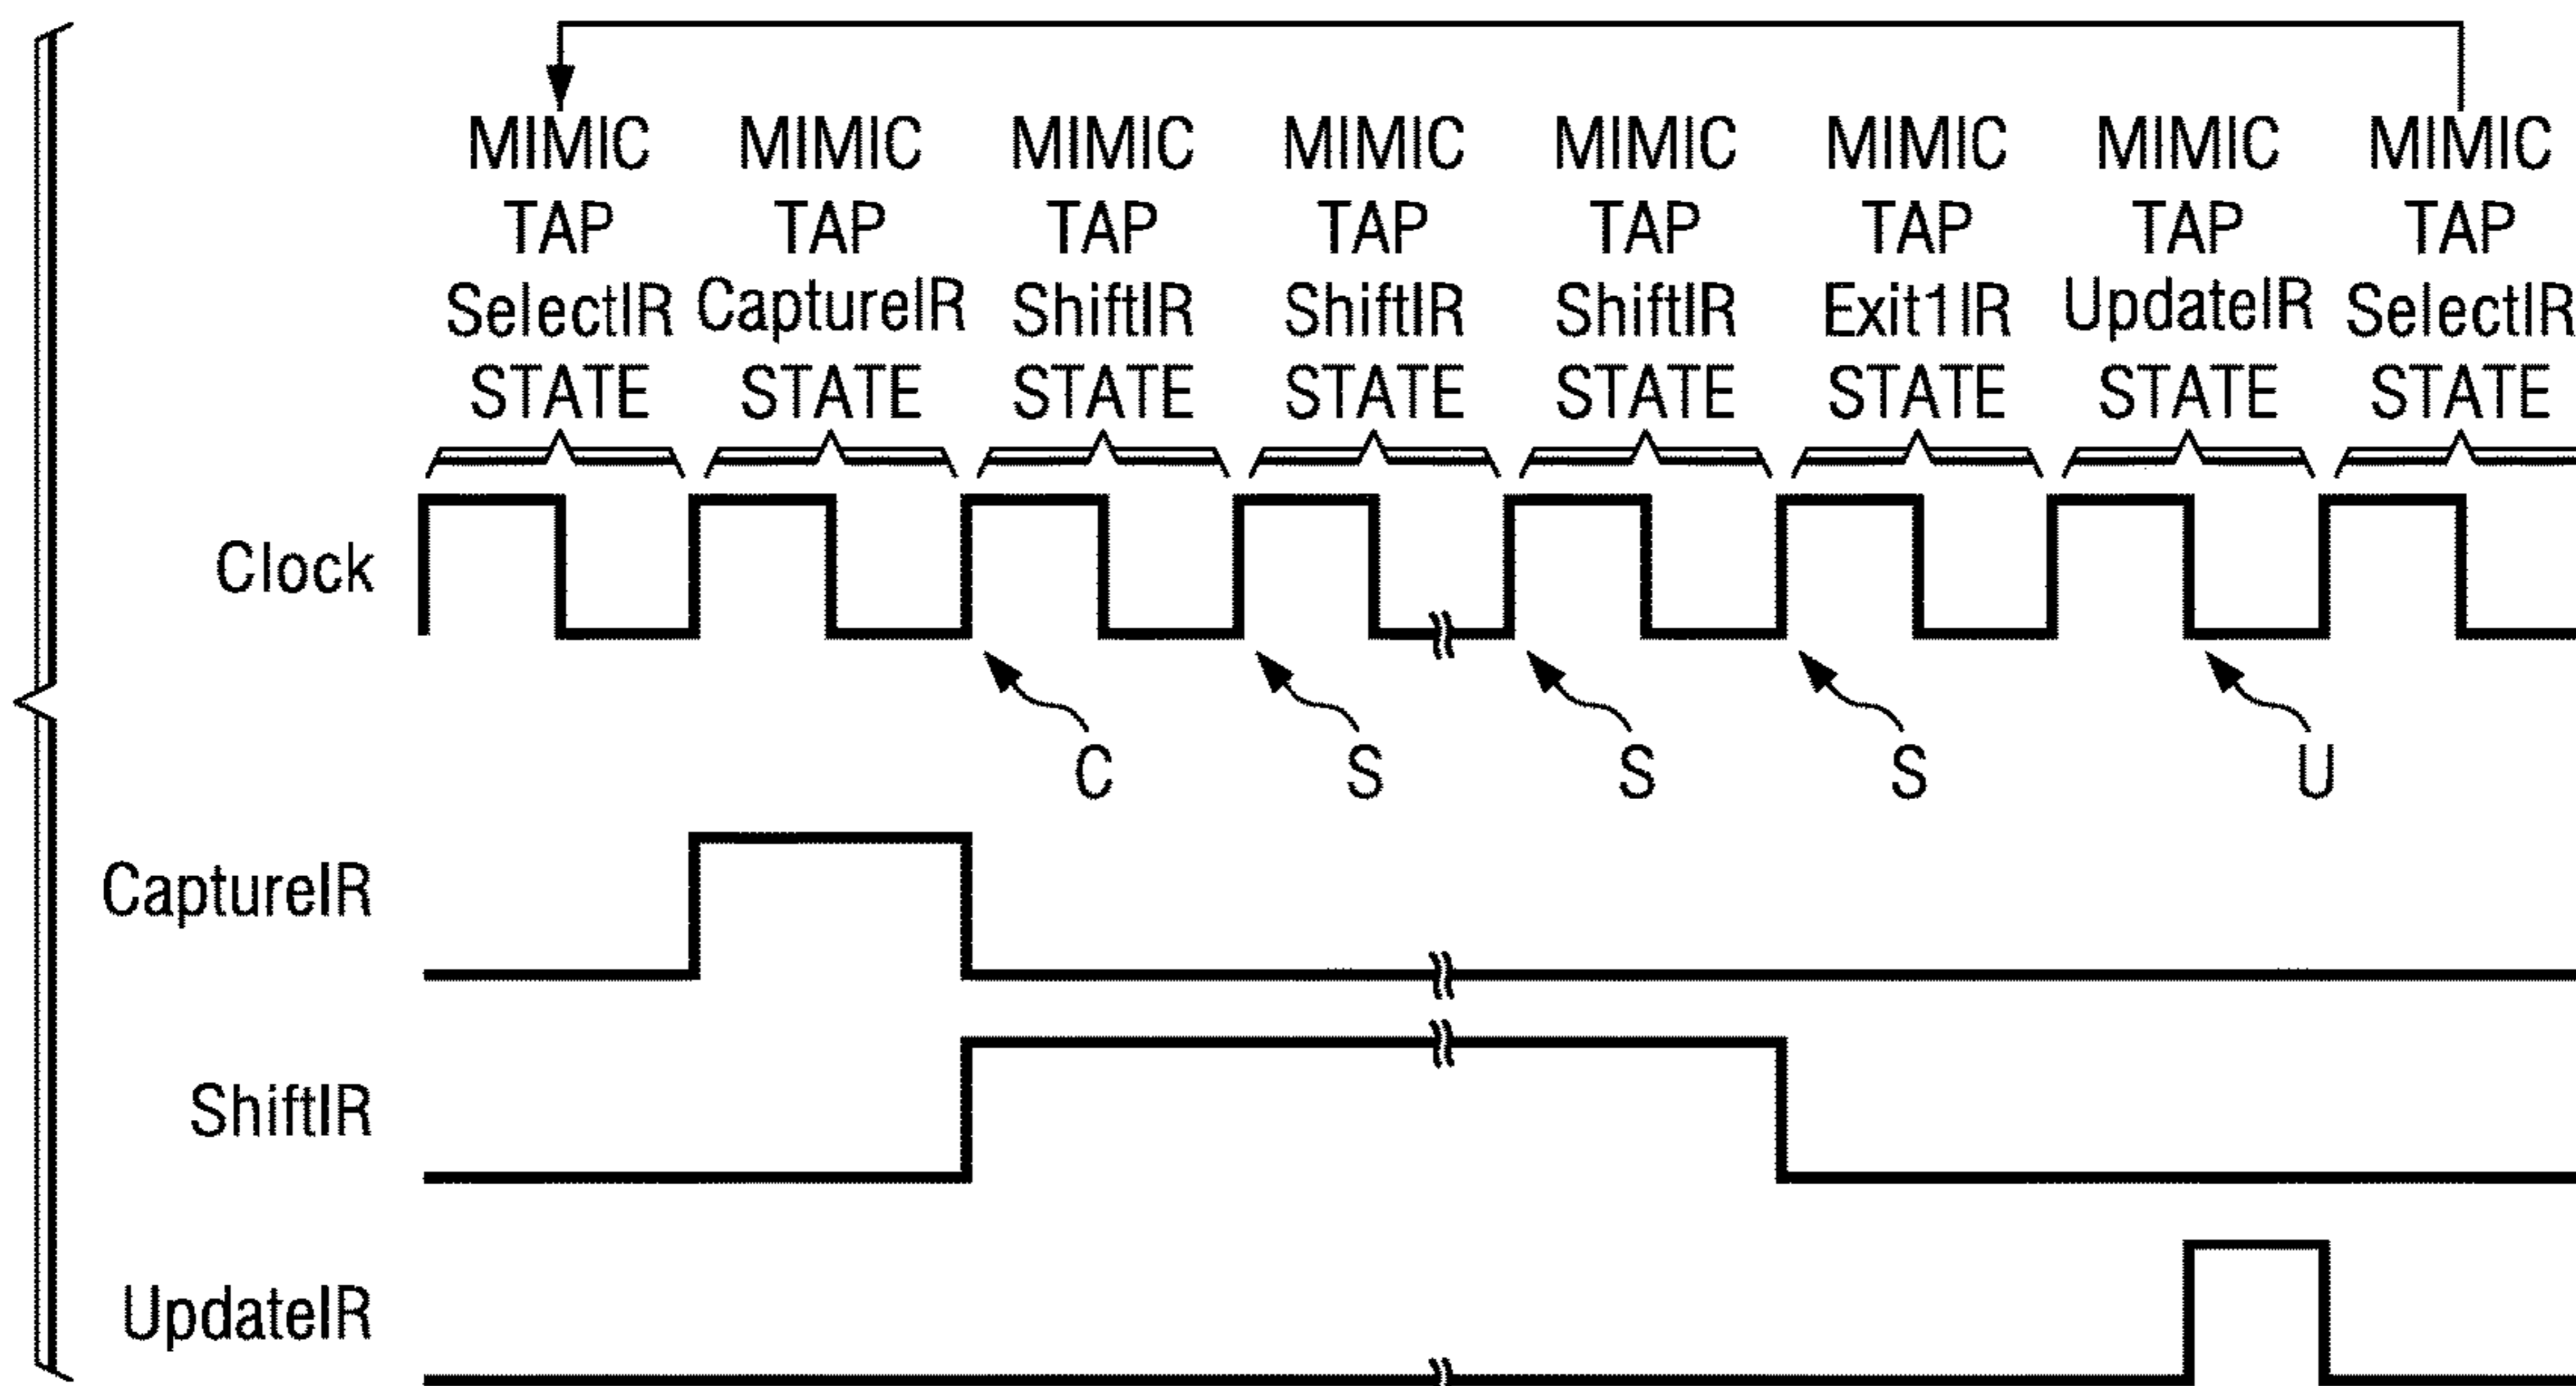 MIMIC MIMIC MIMIC MIMIC MIMIC MIMIC MIMIC MIMIC
TAP TAP TAP TAP TAP TAP TAP TAP
SelectIR CaptureIR ShiftIR ShiftIR ShiftIR Exit1IR UpdateIR SelectIR
STATE STATE STATE STATE STATE STATE STATE STATE
Clock
C S S S U
CaptureIR
ShiftIR
UpdateIR